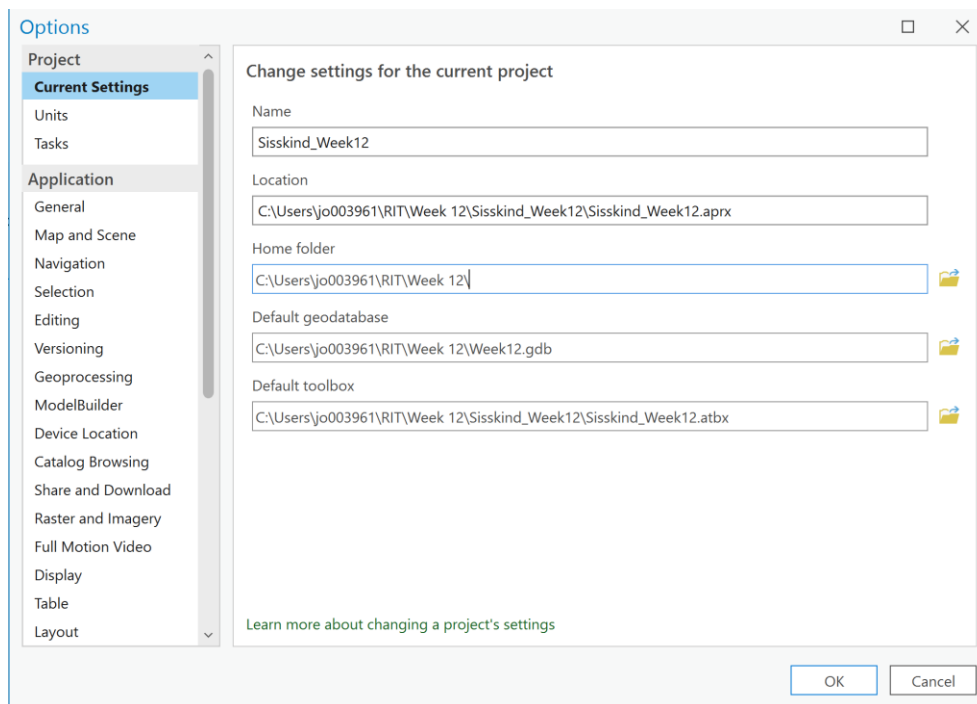 Options
Project
Current Settings
Units
Tasks
Application
General
Map and Scene
Navigation
Selection
Editing
Versioning
Geoprocessing
ModelBuilder
Device Location
Catalog Browsing
Share and Download
Raster and Imagery
Full Motion Video
Display
Table
Layout
Change settings for the current project
Name
Sisskind_Week12
Location
C:\Users\jo003961\RIT\Week 12\Sisskind_Week12\Sisskind_Week12.aprx
Home folder
C:\Users\jo003961\RIT\Week 12\
Default geodatabase
C:\Users\jo003961\RIT\Week 12\Week12.gdb
Default toolbox
C:\Users\jo003961\RIT\Week 12\Sisskind_Week12\Sisskind_Week12.atbx
Learn more about changing a project's settings
OK
Cancel